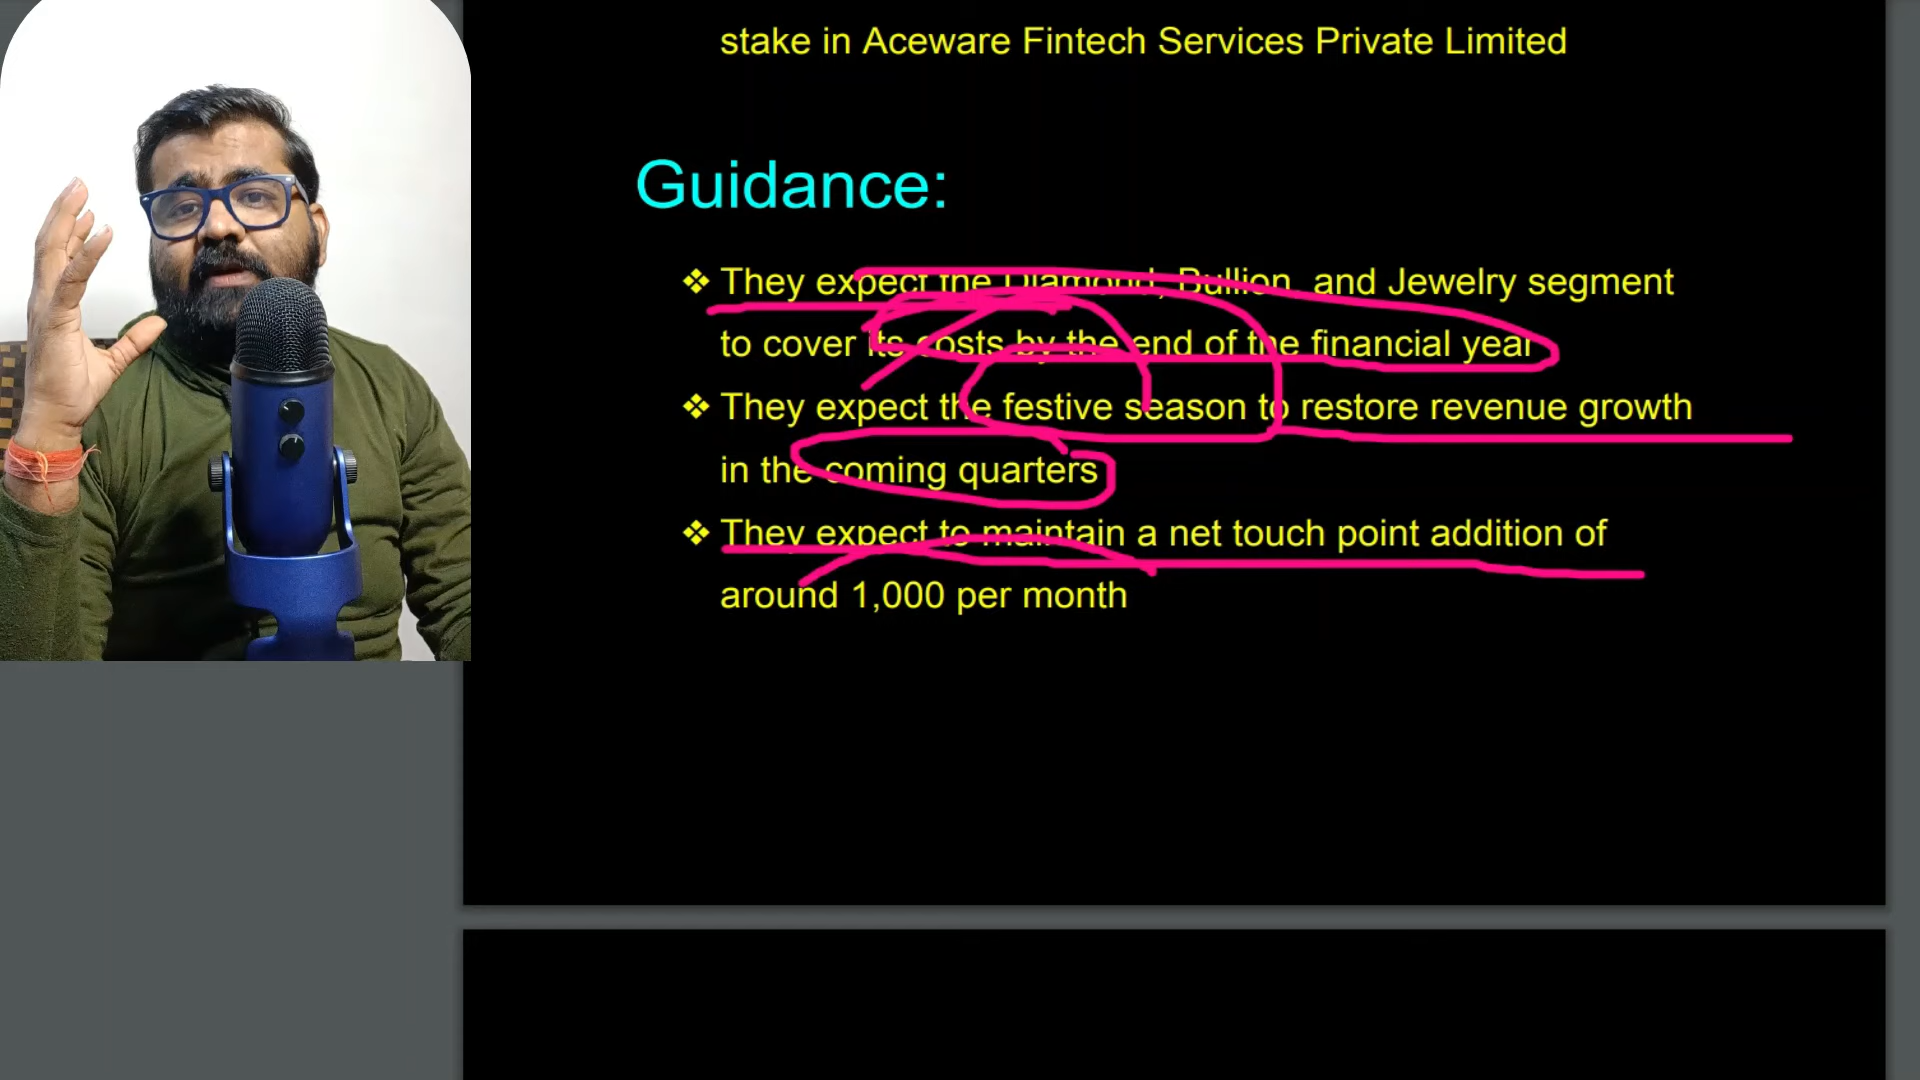 stake in Aceware Fintech Services Private Limited
Guidance:
❖ They expect the Diamond, Bullion, and Jewelry segment
to cover its costs by the end of the financial year
❖ They expect the festive season to restore revenue growth
in the coming quarters
❖ They expect to maintain a net touch point addition of
around 1,000 per month